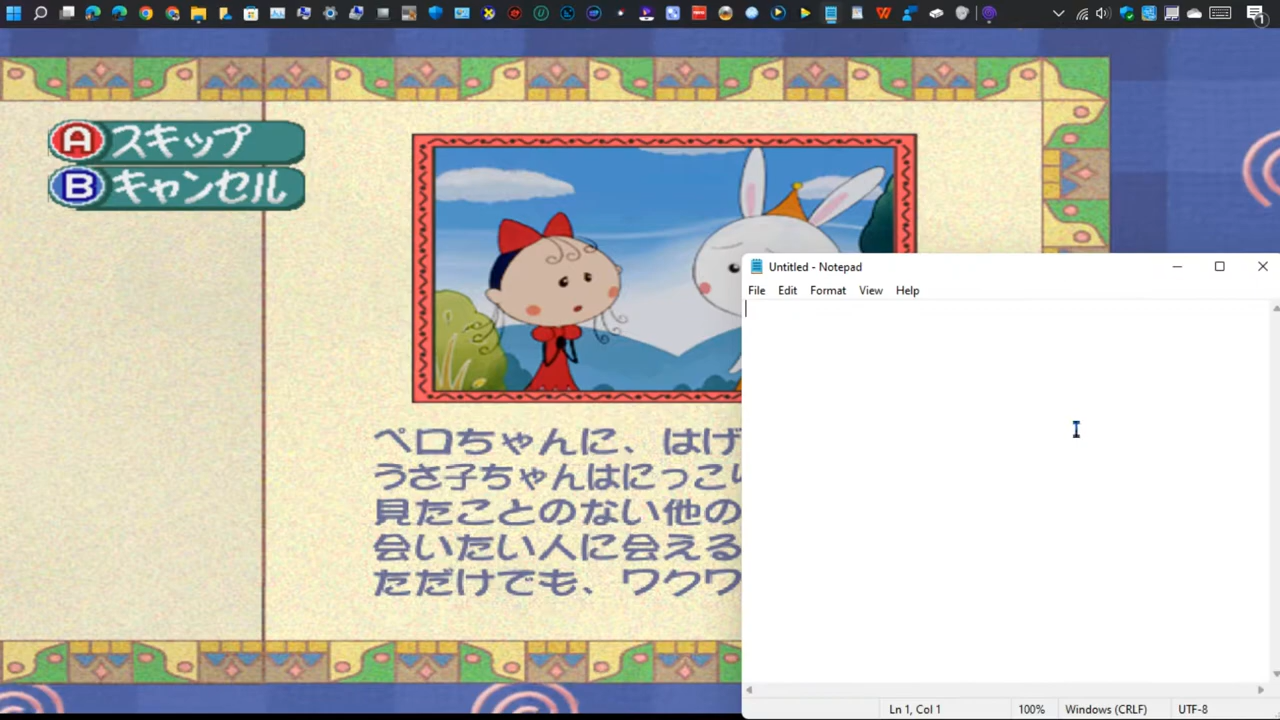 Aスキップ
Bキャンセル
ペロちゃんに、はげ
うさ子ちゃんはにっこり
見たことのない他の
会いたい人に会える
ただけでも、ワクワ
Untitled - Notepad
File Edit Format View Help
Ln 1, Col 1 100% Windows (CRLF) UTF-8